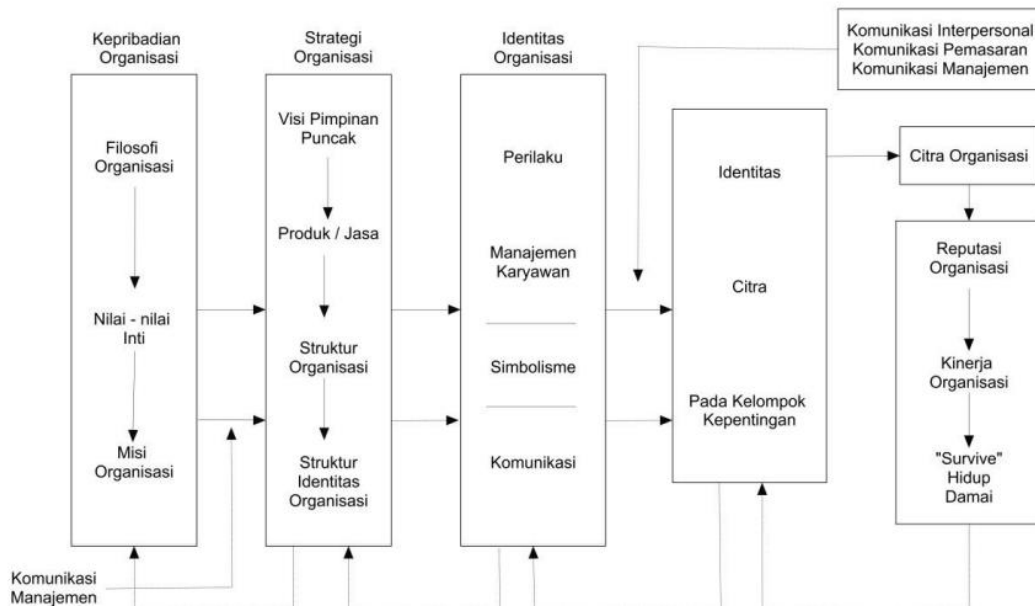 Kepribadian
Organisasi
Filosofi
Organisasi
Nilai - nilai
Inti
Misi
Organisasi
Komunikasi
Manajemen
Strategi
Organisasi
Visi Pimpinan
Puncak
Produk / Jasa
Struktur
Organisasi
Struktur
Identitas
Organisasi
Identitas
Organisasi
Perilaku
Manajemen
Karyawan
Simbolisme
Komunikasi
Komunikasi Interpersonal
Komunikasi Pemasaran
Komunikasi Manajemen
Identitas
Citra
Pada Kelompok
Kepentingan
Citra Organisasi
Reputasi
Organisasi
Kinerja
Organisasi
"Survive"
Hidup
Damai